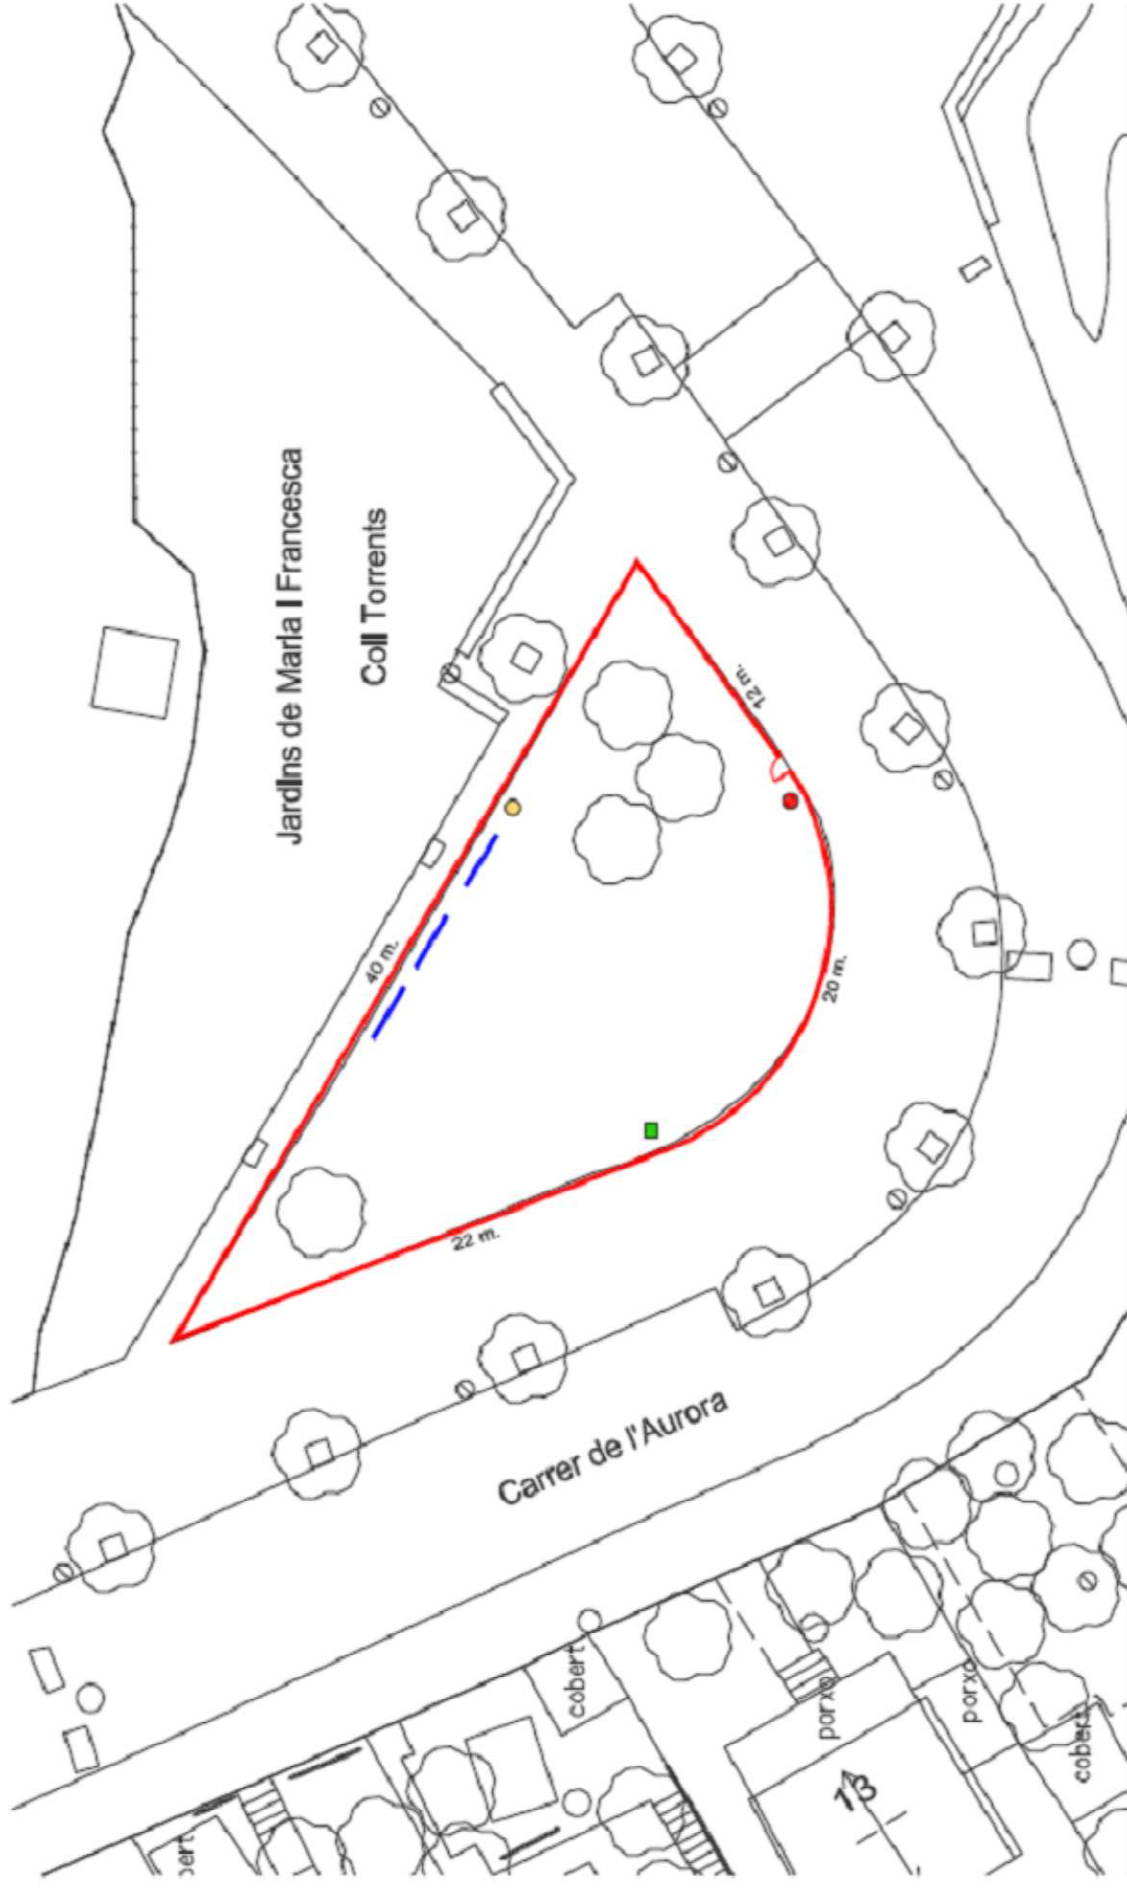 Jardins de Maria I Francesca
Coll Torrents
12 m.
40 m.
20 m.
22 m.
Carrer de l'Aurora
cobert
porxo
porxo
cobert
13